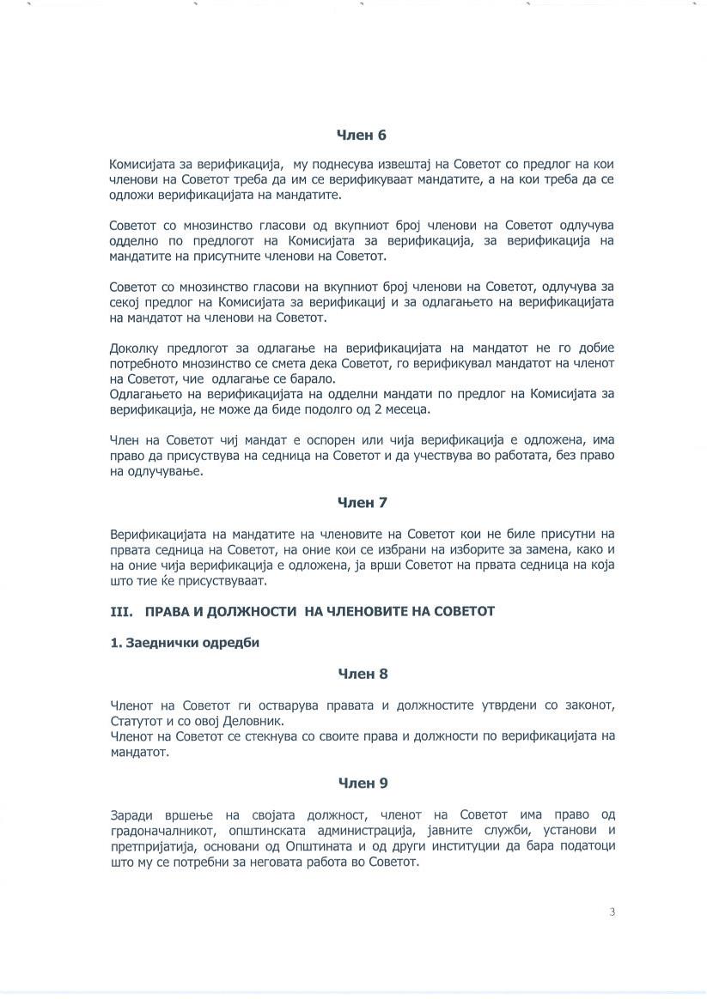 Член 6
Комисијата за верификација, му поднесува извештај на Советот со предлог на кои
членови на Советот треба да им се верификуваат мандатите, а на кои треба да се
одложи верификацијата на мандатите.
Советот со мнозинство гласови од вкупниот број членови на Советот одлучува
одделно по предлогот на Комисијата за верификација, за верификација на
мандатите на присутните членови на Советот.
Советот со мнозинство гласови на вкупниот број членови на Советот, одлучува за
секој предлог на Комисијата за верификациј и за одлагањето на верификацијата
на мандатот на членови на Советот.
Доколку предлогот за одлагање на верификацијата на мандатот не го добие
потребното мнозинство се смета дека Советот, го верификувал мандатот на членот
на Советот, чие одлагање се барало.
Одлагањето на верификацијата на одделни мандати по предлог на Комисијата за
верификација, не може да биде подолго од 2 месеца.
Член на Советот чиј мандат е оспорен или чија верификација е одложена, има
право да присуствува на седница на Советот и да учествува во работата, без право
на одлучување.
Член 7
Верификацијата на мандатите на членовите на Советот кои не биле присутни на
првата седница на Советот, на оние кои се избрани на изборите за замена, како и
на оние чија верификација е одложена, ја врши Советот на првата седница на која
што тие ќе присуствуваат.
III. ПРАВА И ДОЛЖНОСТИ НА ЧЛЕНОВИТЕ НА СОВЕТОТ
1. Заеднички одредби
Член 8
Членот на Советот ги остварува правата и должностите утврдени со законот,
Статутот и со овој Деловник.
Членот на Советот се стекнува со своите права и должности по верификацијата на
мандатот.
Член 9
Заради вршење на својата должност, членот на Советот има право од
градоначалникот, општинската администрација, јавните служби, установи и
претпријатија, основани од Општината и од други институции да бара податоци
што му се потребни за неговата работа во Советот.
3